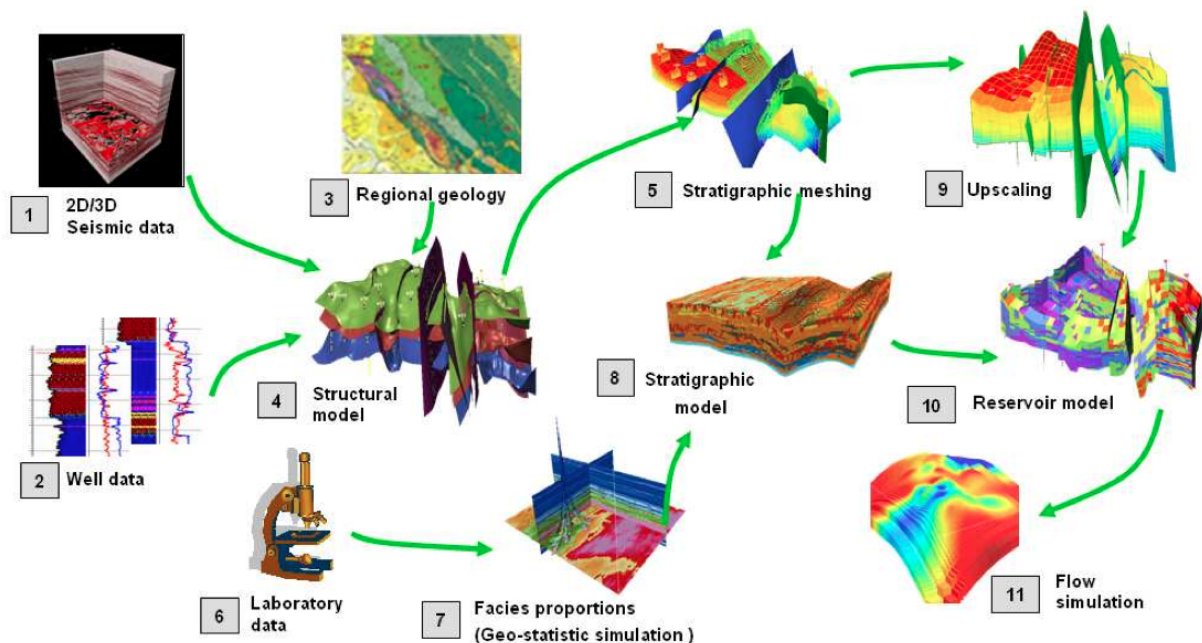 1
2D/3D
Seismic data
2
Well data
3
Regional geology
4
Structural
model
5
Stratigraphic meshing
6
Laboratory
data
7
Facies proportions
(Geo-statistic simulation )
8
Stratigraphic
model
9
Upscaling
10
Reservoir model
11
Flow
simulation